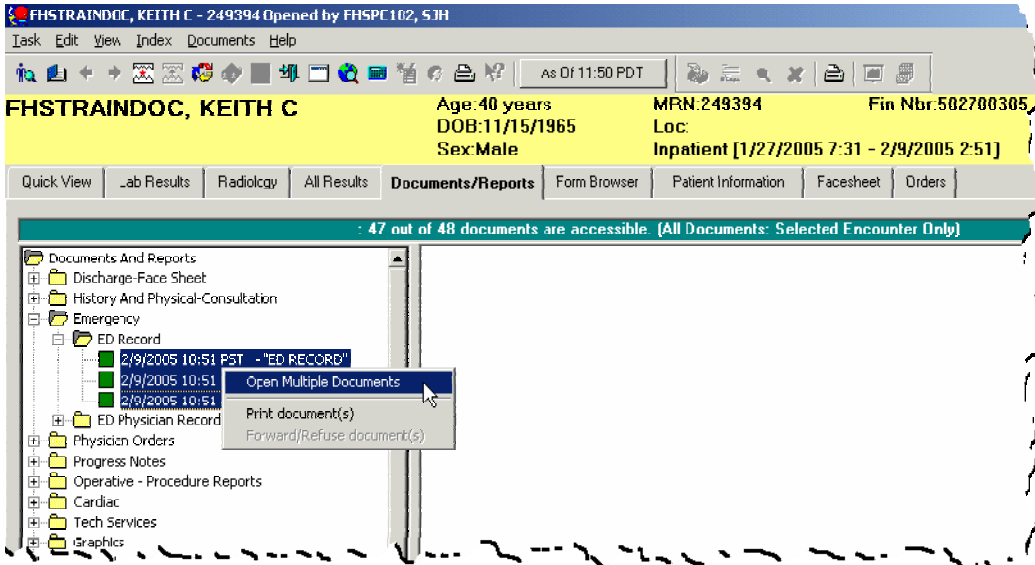 FHSTRAINDOC, KEITH C - 249394 Opened by FHSPC102, SJH
Task Edit View Index Documents Help
As Of 11:50 PDT
FHSTRAINDOC, KEITH C Age:40 years MRN:249394 Fin Nbr:502700305
DOB:11/15/1965 Loc:
Sex:Male Inpatient [1/27/2005 7:31 - 2/9/2005 2:51]
Quick View Lab Results Radiology All Results Documents/Reports Form Browser Patient Information Facesheet Orders
: 47 out of 48 documents are accessible. (All Documents: Selected Encounter Only)
Documents And Reports
Discharge-Face Sheet
History And Physical-Consultation
Emergency
ED Record
2/9/2005 10:51 PST - "ED RECORD"
2/9/2005 10:51 Open Multiple Documents
2/9/2005 10:51
Print document(s)
ED Physician Record
Forward/Refuse document(s)
Physician Orders
Progress Notes
Operative - Procedure Reports
Cardiac
Tech Services
Graphics